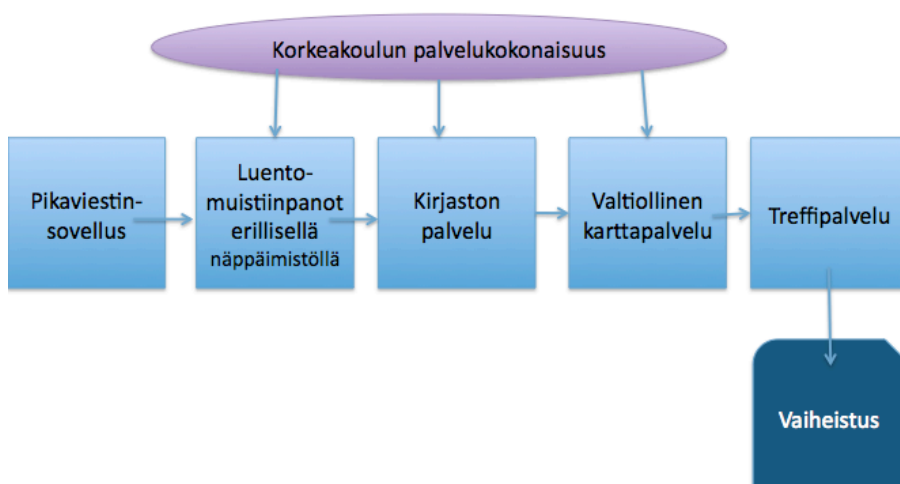 Korkeakoulun palvelukokonaisuus
Pikaviestin-
sovellus
Luento-
muistiinpanot
erillisellä
näppäimistöllä
Kirjaston
palvelu
Valtiollinen
karttapalvelu
Treffipalvelu
Vaiheistus